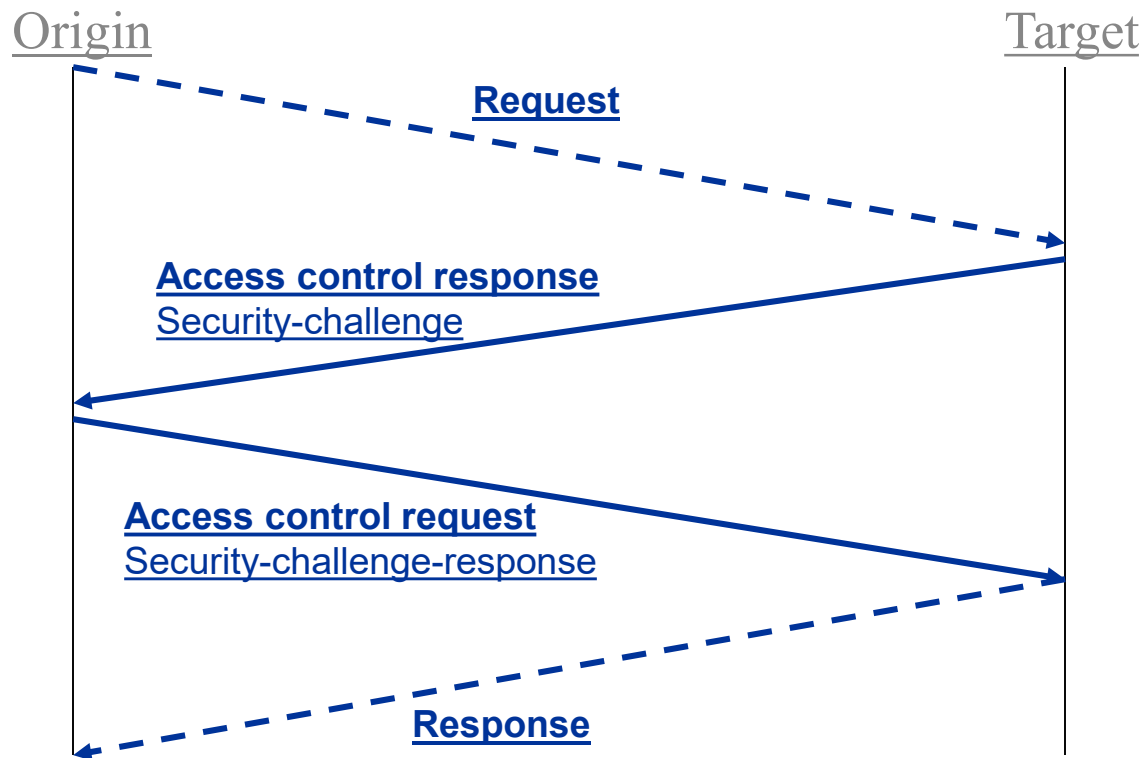 Origin
Target
Request
Access control response
Security-challenge
Access control request
Security-challenge-response
Response